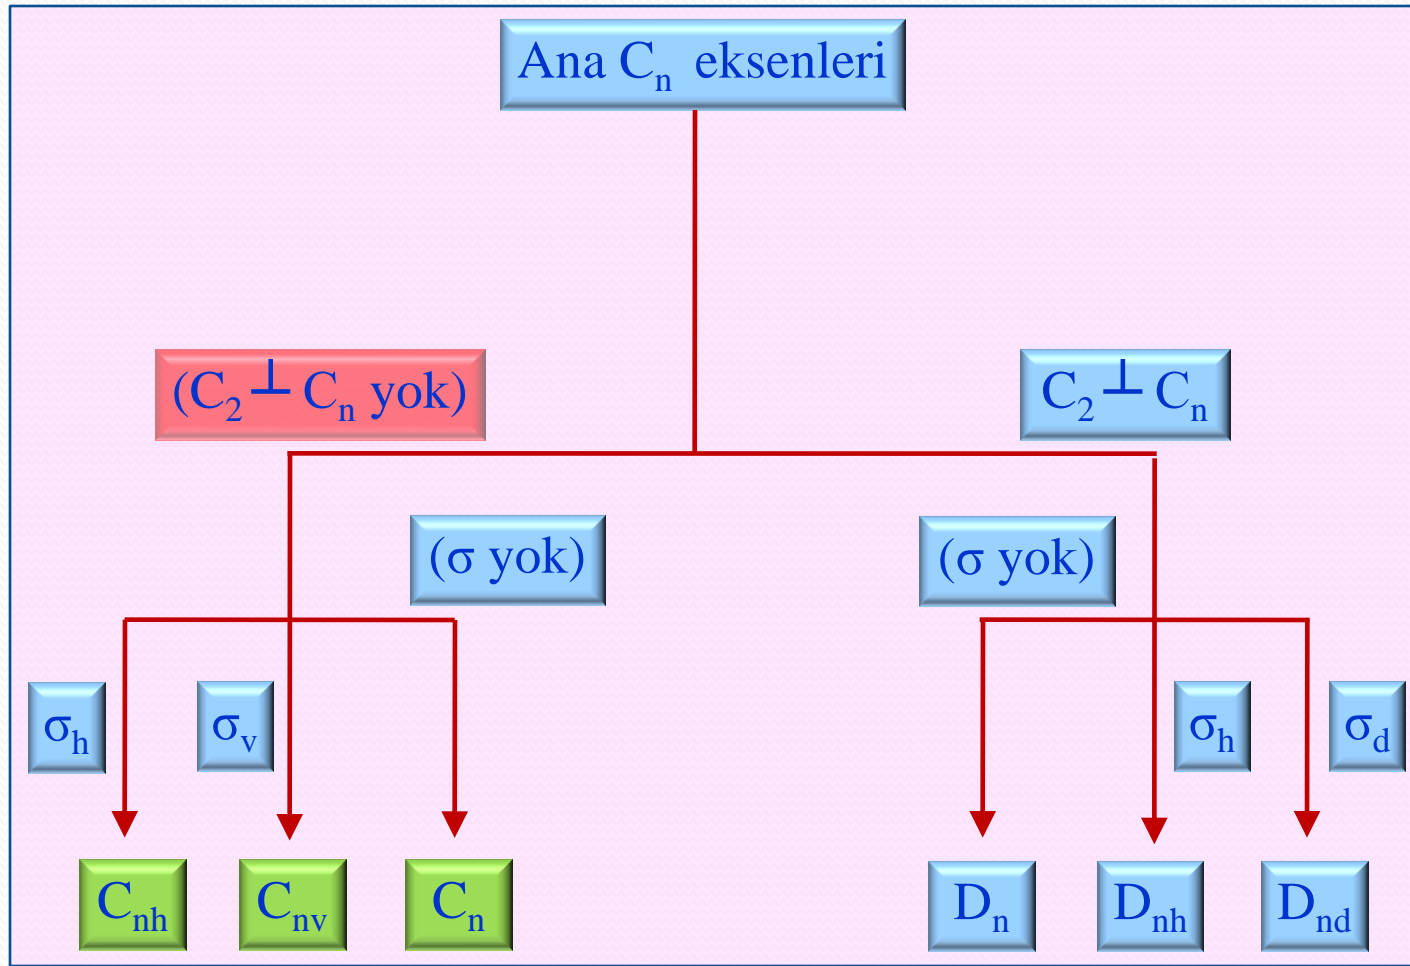 Ana Cn eksenleri
(C2 ┴ Cn yok)
C2 ┴ Cn
(σ yok)
(σ yok)
σh
σv
σh
σd
Cnh
Cnv
Cn
Dn
Dnh
Dnd